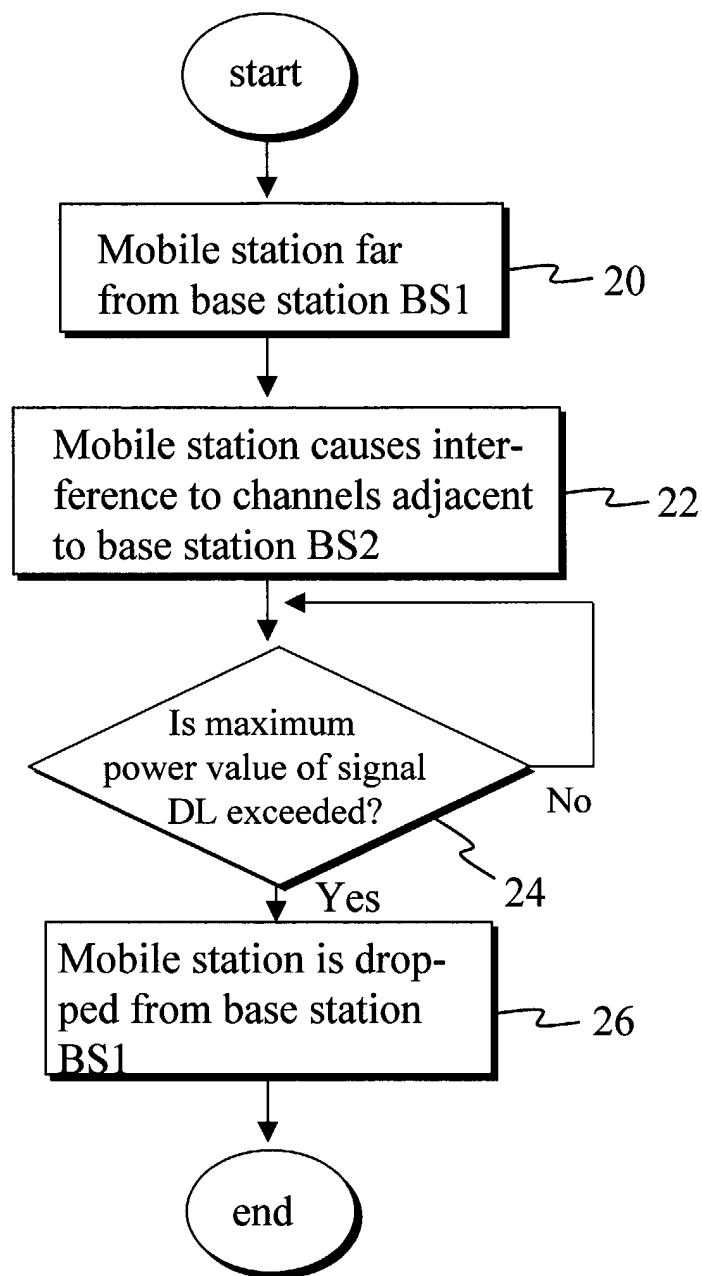 start
Mobile station far
from base station BS1
20
Mobile station causes inter-
ference to channels adjacent
to base station BS2
22
Is maximum
power value of signal
DL exceeded?
No
24
Yes
Mobile station is drop-
ped from base station
BS1
26
end